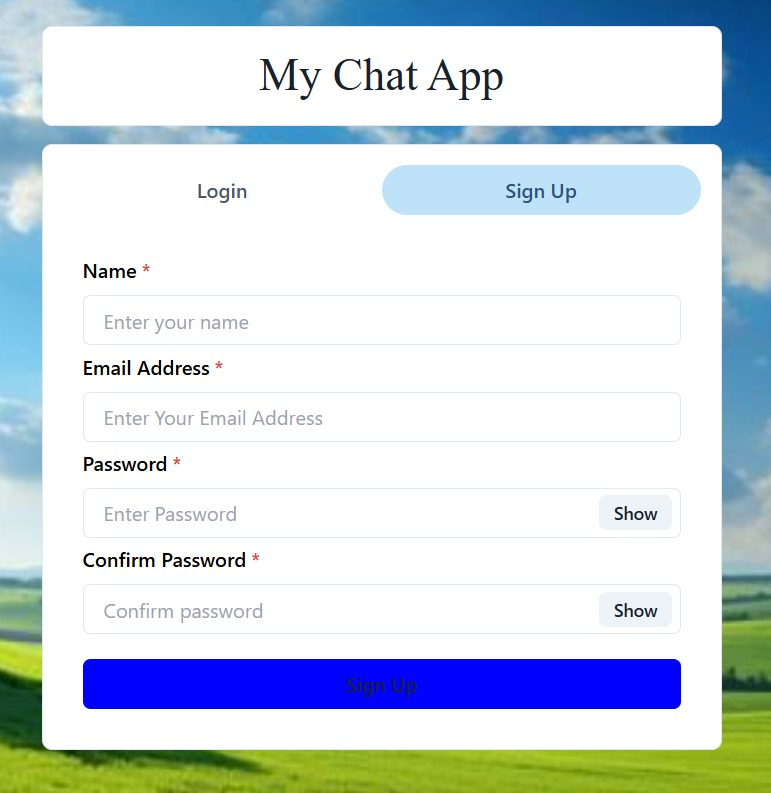 My Chat App
Login
Sign Up
Name *
Enter your name
Email Address *
Enter Your Email Address
Password *
Enter Password
Show
Confirm Password *
Confirm password
Show
Sign Up